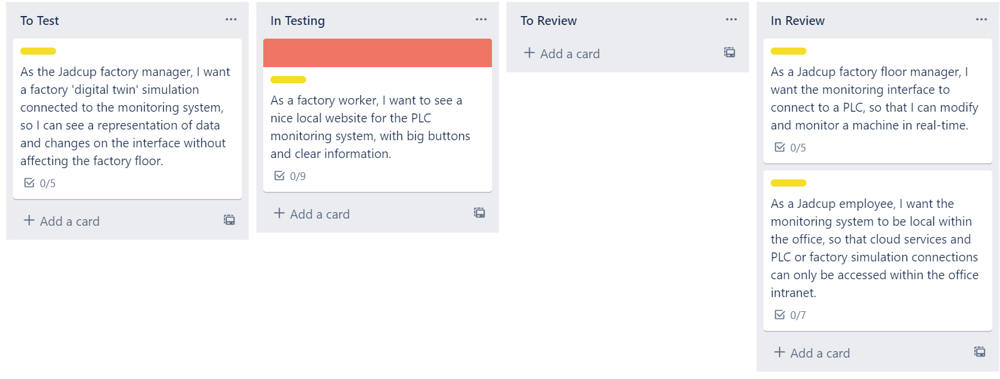 To Test
As the Jadcup factory manager, I want
a factory 'digital twin' simulation
connected to the monitoring system,
so I can see a representation of data
and changes on the interface without
affecting the factory floor.
0/5
Add a card
In Testing
As a factory worker, I want to see a
nice local website for the PLC
monitoring system, with big buttons
and clear information.
0/9
Add a card
To Review
Add a card
In Review
As a Jadcup factory floor manager, I
want the monitoring interface to
connect to a PLC, so that I can modify
and monitor a machine in real-time.
0/5
As a Jadcup employee, I want the
monitoring system to be local within
the office, so that cloud services and
PLC or factory simulation connections
can only be accessed within the office
intranet.
0/7
Add a card